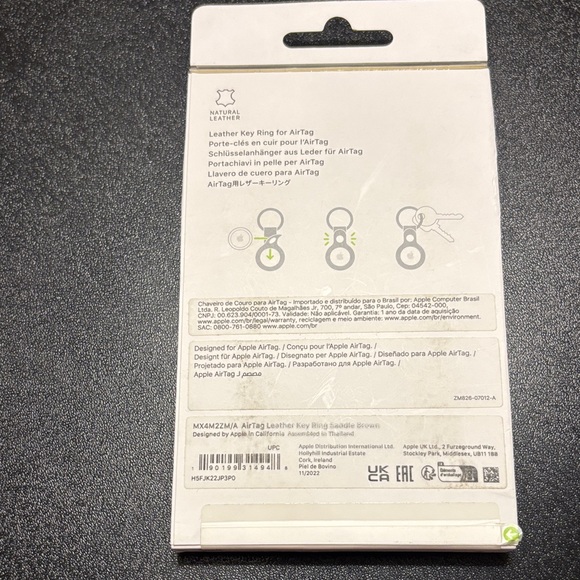 NATURAL
LEATHER
Leather Key Ring for AirTag
Porte-clés en cuir pour l'AirTag
Schlüsselanhänger aus Leder für AirTag
Portachiavi in pelle per AirTag
Llavero de cuero para AirTag
AirTag用レザーキーリング
Chaveiro de Couro para AirTag - Importado e distribuído para o Brasil por: Apple Computer Brasil
Ltda. R. Leopoldo Couto de Magalhães Jr, 700, 7º andar, São Paulo, Cep: 04542-000,
CNPJ: 00.623.904/0001-73. Validade: Não aplicável. Garantia: 1 ano da data de aquisição
www.apple.com/br/legal/warranty, reciclagem e meio ambiente: www.apple.com/br/environment.
SAC: 0800-761-0880 www.apple.com/br
Designed for Apple AirTag. / Conçu pour l'Apple AirTag. /
Designt für Apple AirTag. / Disegnato per Apple AirTag. / Diseñado para Apple AirTag. /
Projetado para Apple AirTag. / Разработано для Apple AirTag. /
Apple AirTag مصمم لـ
ZM828-07012-A
MX4M2ZM/A AirTag Leather Key Ring Saddle Brown
Designed by Apple in California Assembled in Thailand
UPC
1 90199 31494 8
HSFJK22JP3P0
Apple Distribution International Ltd.
Hollyhill Industrial Estate
Cork, Ireland
Piel de Bovino
11/2022
Apple UK Ltd., 2 Furzeground Way,
Stockley Park, Middlesex, UB11 1BB
UK
CA
EAC